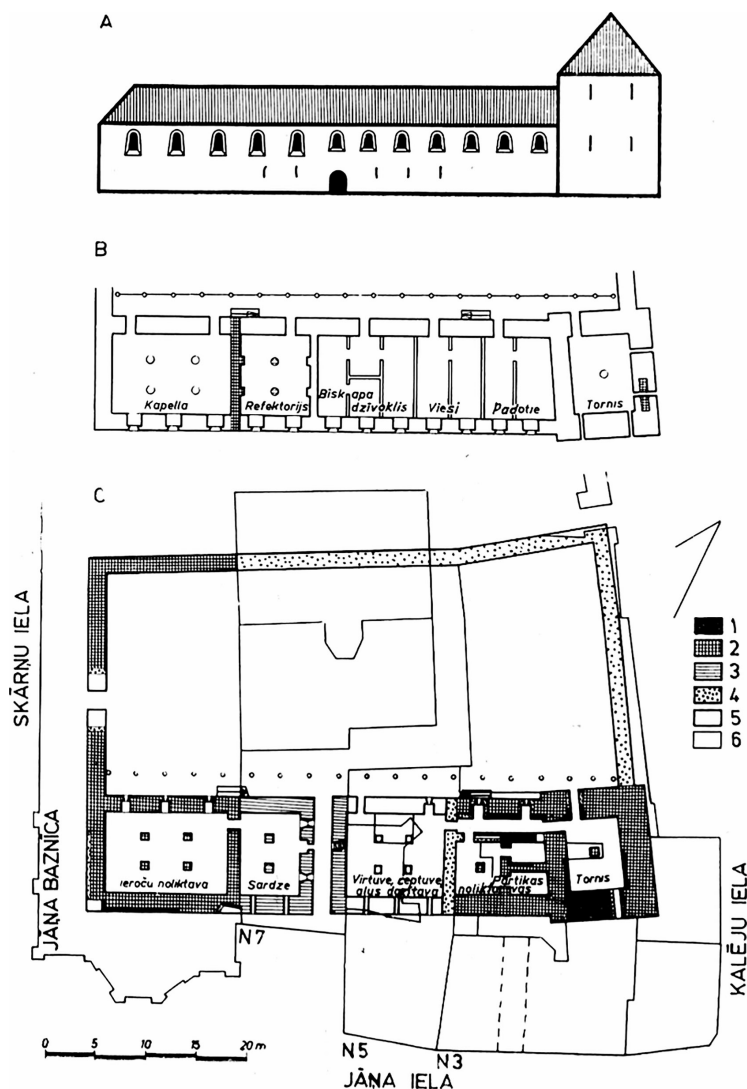 A
B
Kapella
Refektorijs
Bisk apa
dzīvoklis
Viesi
Padotie
Tornis
C
SKĀRŅU IELA
JĀŅA BAZNĪCA
1
2
3
4
5
6
Ieroču noliktava
Sardze
Virtuve, ceptuve,
alus darītava
Pārtikas
noliktavas
Tornis
KALĒJU IELA
N7
N5
N3
JĀŅA IELA
0 5 10 15 20 m